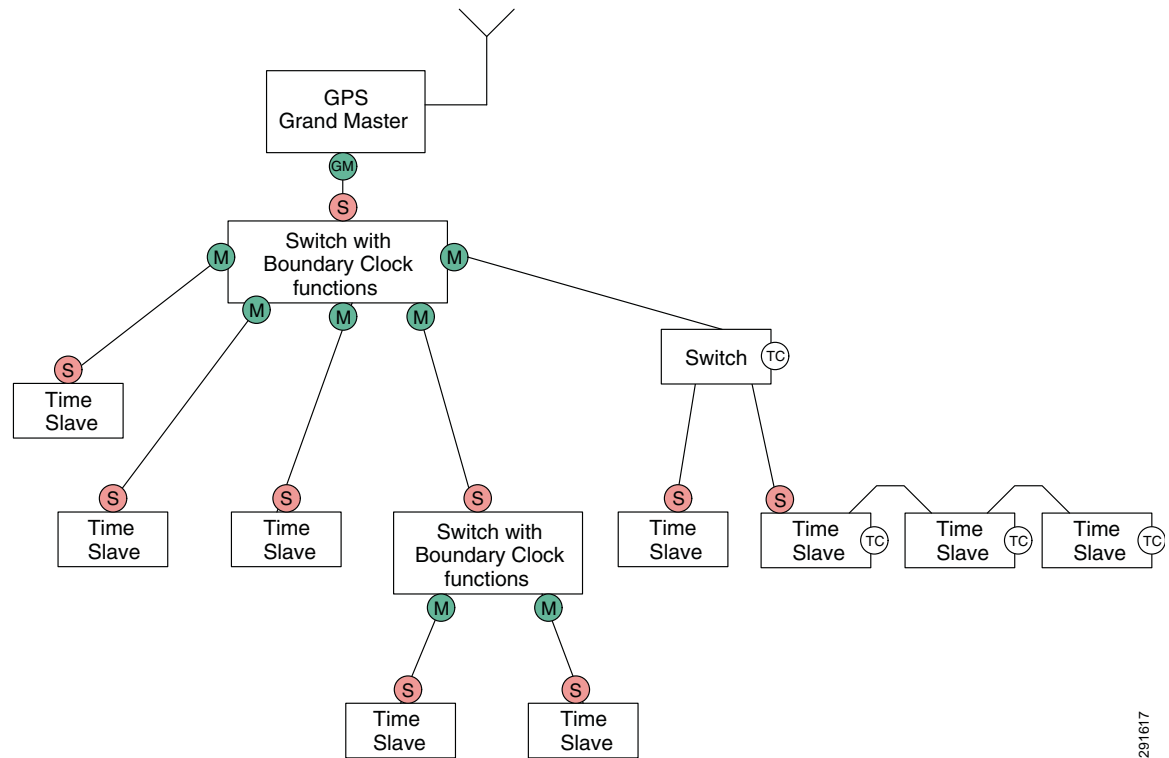 GPS
Grand Master
GM
S
Switch with
Boundary Clock
functions
M
M
M
M
M
Switch
TC
S
Time
Slave
S
Time
Slave
S
Time
Slave
S
Switch with
Boundary Clock
functions
S
Time
Slave
S
Time
Slave
TC
Time
Slave
TC
Time
Slave
TC
M
M
S
Time
Slave
S
Time
Slave
291617